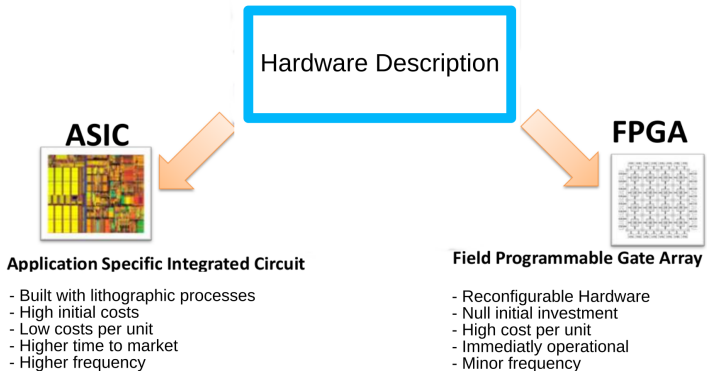 Hardware Description
ASIC
FPGA
Application Specific Integrated Circuit
- Built with lithographic processes
- High initial costs
- Low costs per unit
- Higher time to market
- Higher frequency
Field Programmable Gate Array
- Reconfigurable Hardware
- Null initial investment
- High cost per unit
- Immediatly operational
- Minor frequency